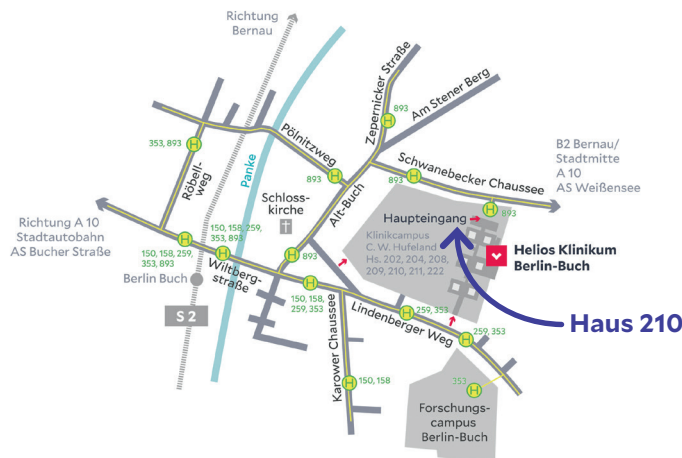 Richtung
Bernau
Zepernicker Straße
Am Stener Berg
893
353, 893
Pölnitzweg
893
Panke
Röbell-
weg
Alt-Buch
893
Schwanebecker Chaussee
B2 Bernau/
Stadtmitte
A 10
AS Weißensee
Richtung A 10
Stadtautobahn
AS Bucher Straße
Schloss-
kirche
Haupteingang
893
Klinikcampus
C. W. Hufeland
Hs. 202, 204, 208,
209, 210, 211, 222
Helios Klinikum
Berlin-Buch
150, 158, 259,
353, 893
150, 158, 259,
353, 893
893
Wiltberg-
straße
Berlin Buch
S 2
150, 158,
259, 353
Lindenberger Weg
259, 353
259, 353
Haus 210
Karower Chaussee
150, 158
353
Forschungs-
campus
Berlin-Buch
H
H
H
H
H
H
H
H
H
H
H
H
H